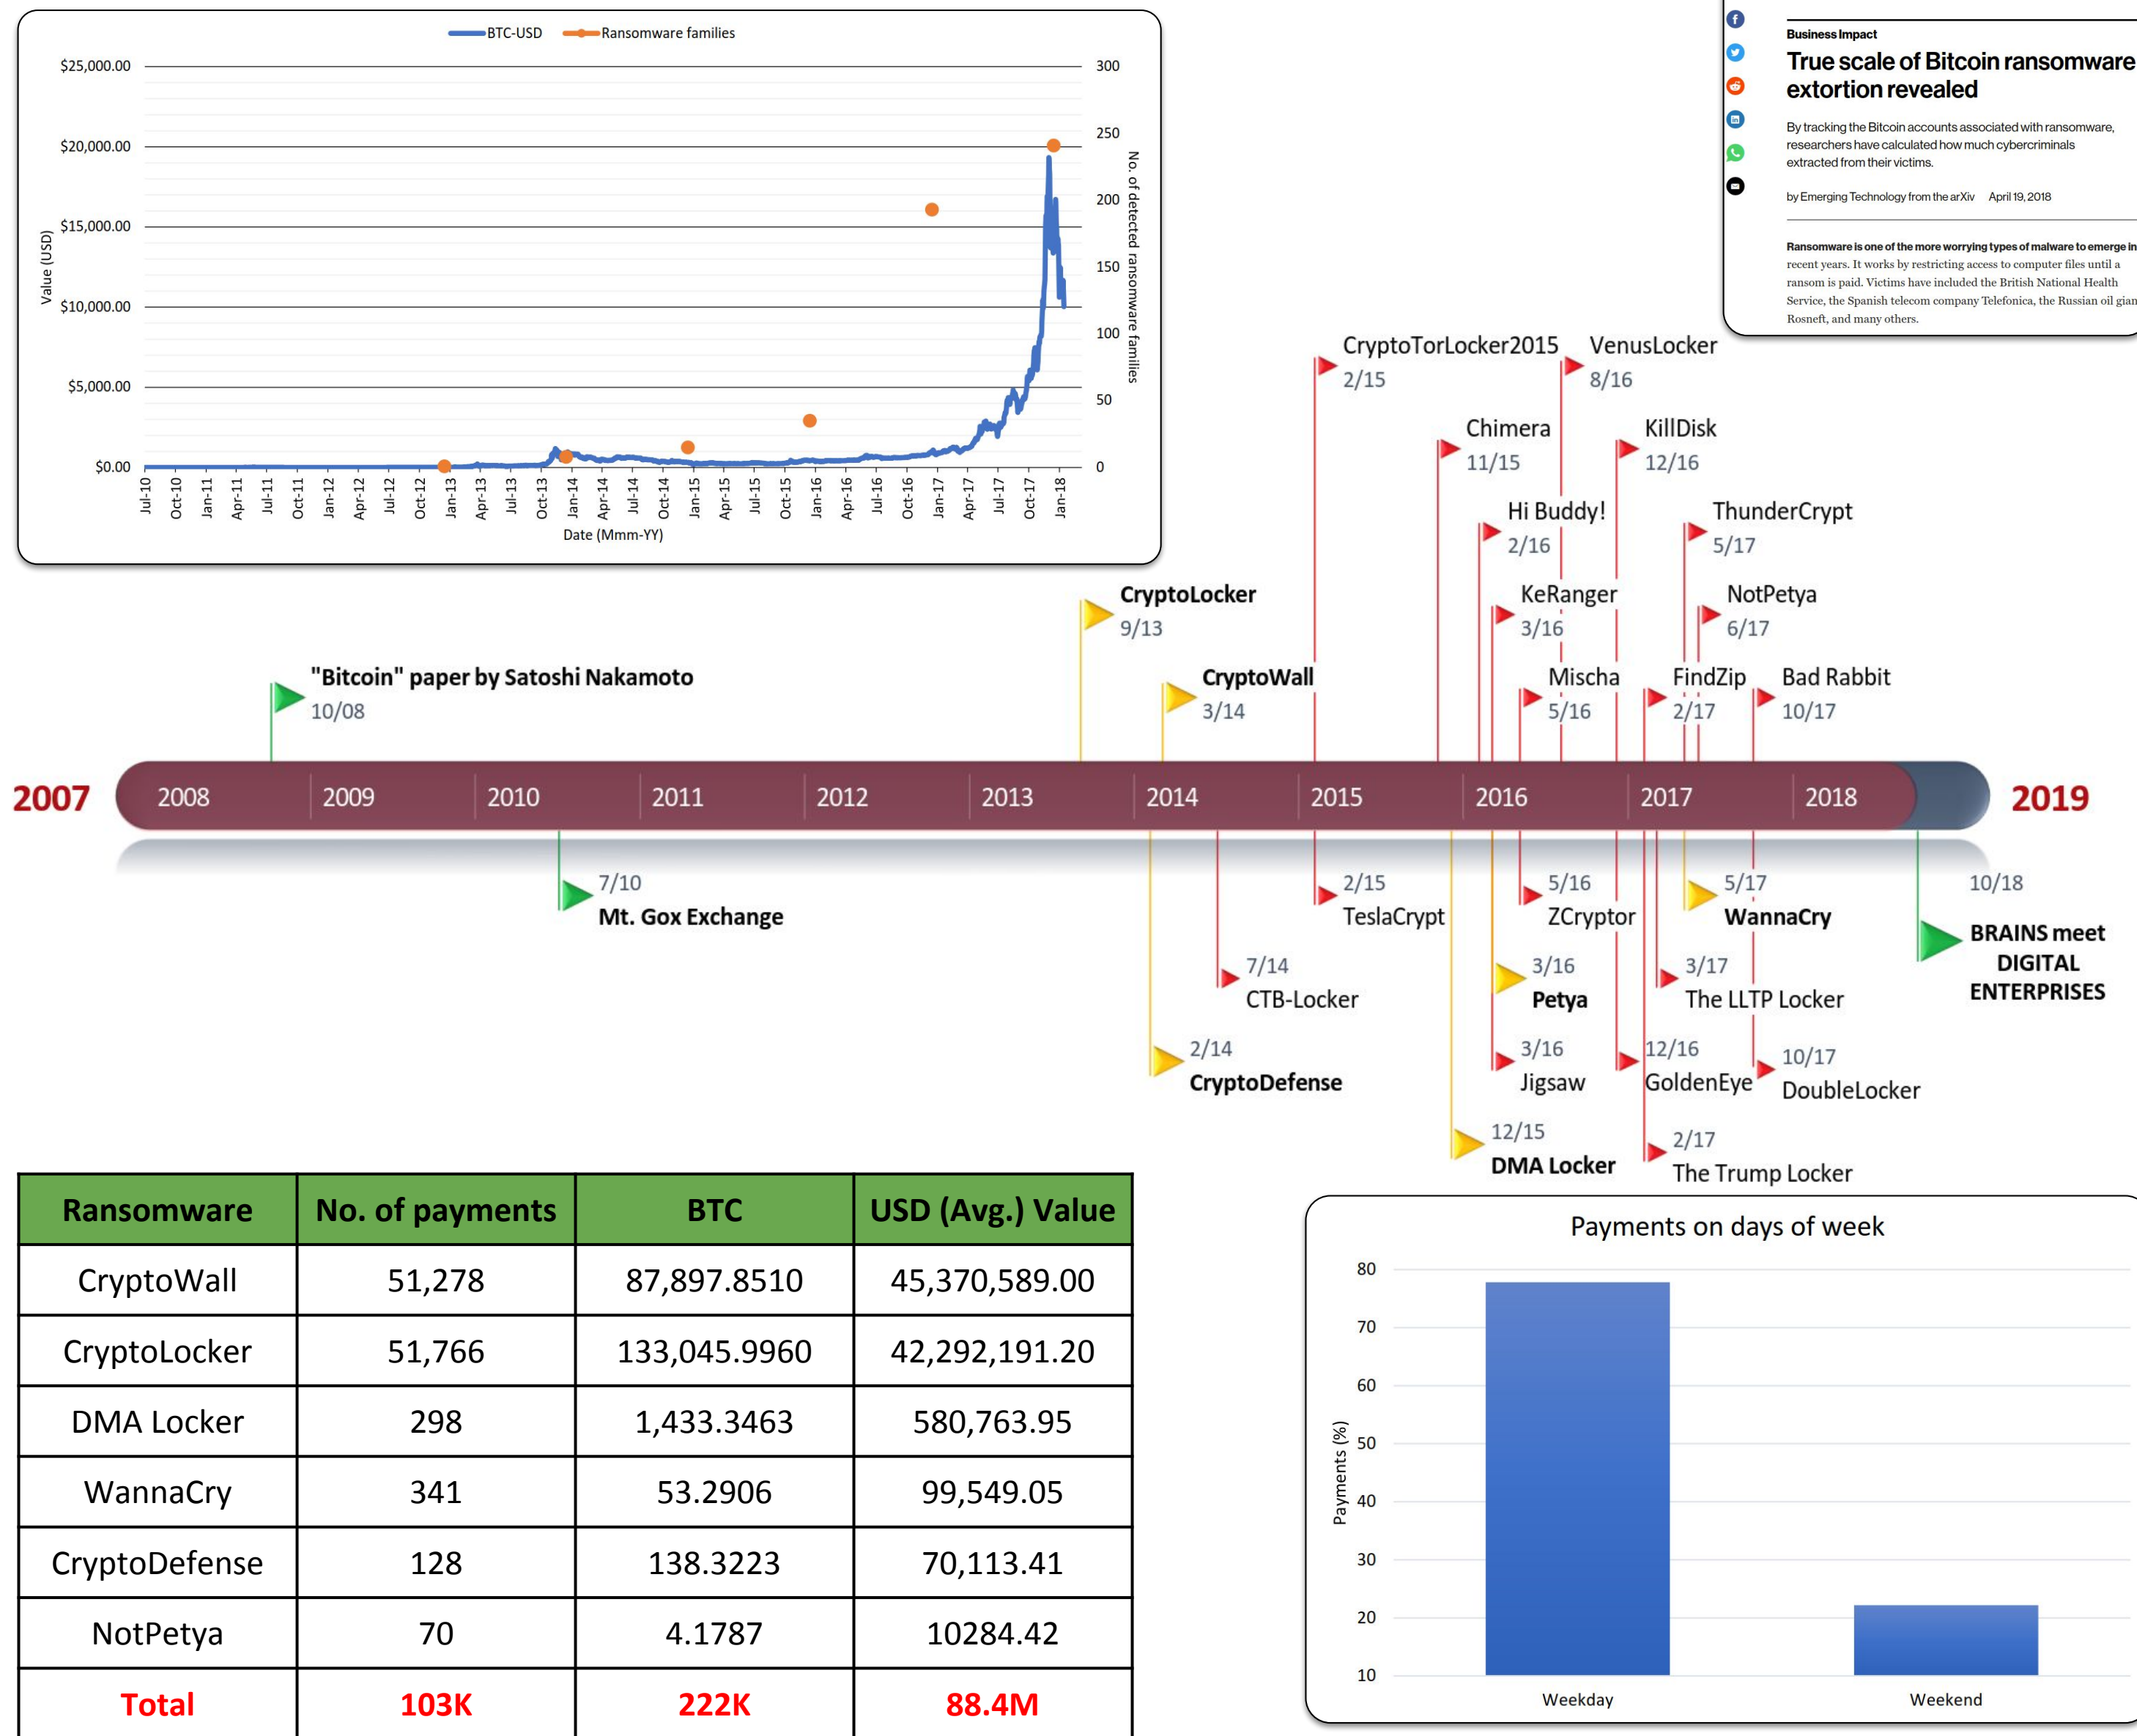 BTC-USD Ransomware families
$25,000.00
$20,000.00
$15,000.00
$10,000.00
$5,000.00
$0.00
Value (USD)
300
250
200
150
100
50
0
No. of detected ransomware families
Jul-10
Oct-10
Jan-11
Apr-11
Jul-11
Oct-11
Jan-12
Apr-12
Jul-12
Oct-12
Jan-13
Apr-13
Jul-13
Oct-13
Jan-14
Apr-14
Jul-14
Oct-14
Jan-15
Apr-15
Jul-15
Oct-15
Jan-16
Apr-16
Jul-16
Oct-16
Jan-17
Apr-17
Jul-17
Oct-17
Jan-18
Date (Mmm-YY)
Business Impact
True scale of Bitcoin ransomware
extortion revealed
By tracking the Bitcoin accounts associated with ransomware,
researchers have calculated how much cybercriminals
extracted from their victims.
by Emerging Technology from the arXiv April 19, 2018
Ransomware is one of the more worrying types of malware to emerge in
recent years. It works by restricting access to computer files until a
ransom is paid. Victims have included the British National Health
Service, the Spanish telecom company Telefonica, the Russian oil gian
Rosneft, and many others.
CryptoTorLocker2015
2/15
VenusLocker
8/16
Chimera
11/15
KillDisk
12/16
Hi Buddy!
2/16
ThunderCrypt
5/17
CryptoLocker
9/13
KeRanger
3/16
NotPetya
6/17
"Bitcoin" paper by Satoshi Nakamoto
10/08
CryptoWall
3/14
Mischa
5/16
FindZip
2/17
Bad Rabbit
10/17
2007 2008 2009 2010 2011 2012 2013 2014 2015 2016 2017 2018 2019
7/10
Mt. Gox Exchange
2/15
TeslaCrypt
5/16
ZCryptor
5/17
WannaCry
10/18
BRAINS meet
DIGITAL
ENTERPRISES
7/14
CTB-Locker
3/16
Petya
3/17
The LLTP Locker
2/14
CryptoDefense
3/16
Jigsaw
12/16
GoldenEye
10/17
DoubleLocker
12/15
DMA Locker
2/17
The Trump Locker
Ransomware No. of payments BTC USD (Avg.) Value
CryptoWall 51,278 87,897.8510 45,370,589.00
CryptoLocker 51,766 133,045.9960 42,292,191.20
DMA Locker 298 1,433.3463 580,763.95
WannaCry 341 53.2906 99,549.05
CryptoDefense 128 138.3223 70,113.41
NotPetya 70 4.1787 10284.42
Total 103K 222K 88.4M
Payments on days of week
80
70
60
50
40
30
20
10
Payments (%)
Weekday Weekend